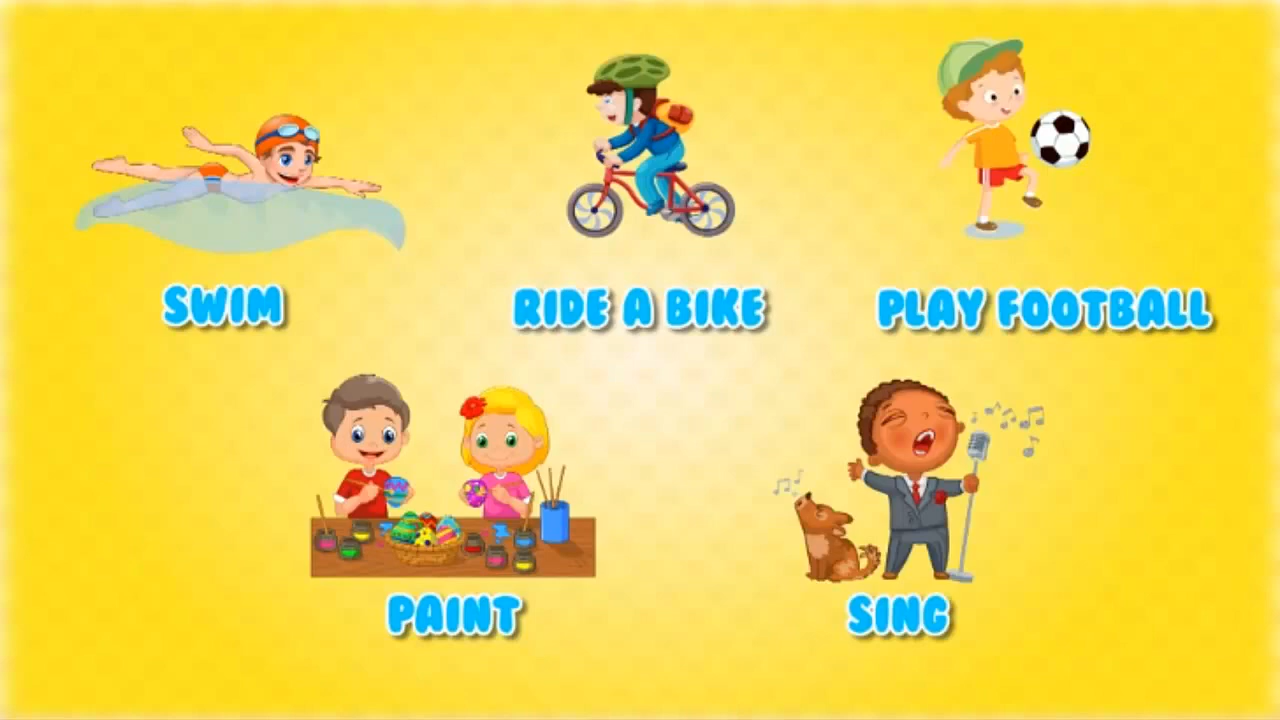 SWIM
RIDE A BIKE
PLAY FOOTBALL
PAINT
SING